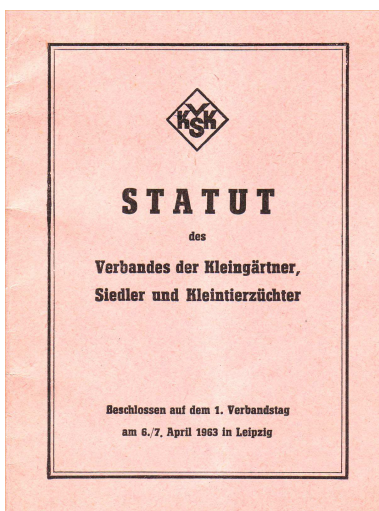 VKSK
STATUT
des
Verbandes der Kleingärtner,
Siedler und Kleintierzüchter
Beschlossen auf dem 1. Verbandstag
am 6./7. April 1963 in Leipzig